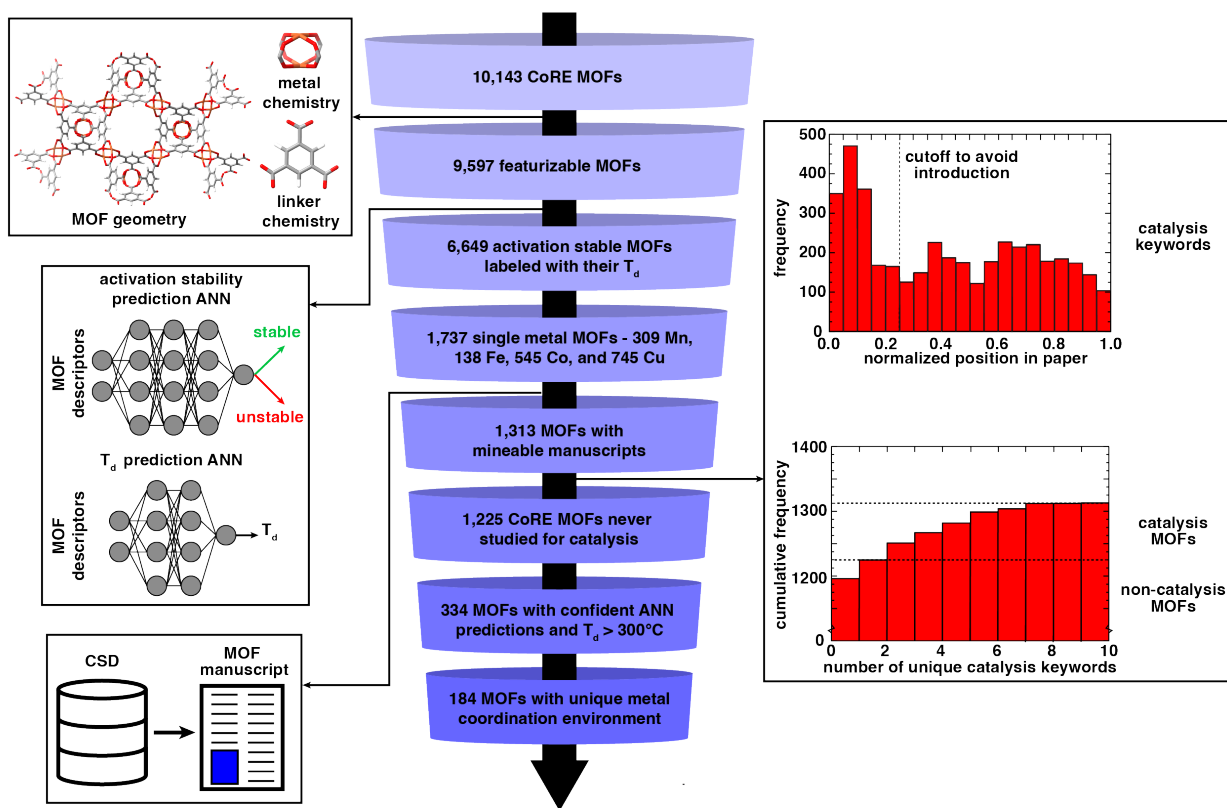 10,143 CoRE MOFs
9,597 featurizable MOFs
6,649 activation stable MOFs
labeled with their Td
1,737 single metal MOFs - 309 Mn,
138 Fe, 545 Co, and 745 Cu
1,313 MOFs with
mineable manuscripts
1,225 CoRE MOFs never
studied for catalysis
334 MOFs with confident ANN
predictions and Td > 300°C
184 MOFs with unique metal
coordination environment
metal
chemistry
linker
chemistry
MOF geometry
activation stability
prediction ANN
MOF
descriptors
stable
unstable
Td prediction ANN
MOF
descriptors
Td
CSD
MOF
manuscript
500
400
300
200
100
0
frequency
cutoff to avoid
introduction
0.0 0.2 0.4 0.6 0.8 1.0
normalized position in paper
catalysis
keywords
1400
1300
1200
0
cumulative frequency
0 2 4 6 8 10
number of unique catalysis keywords
catalysis
MOFs
non-catalysis
MOFs